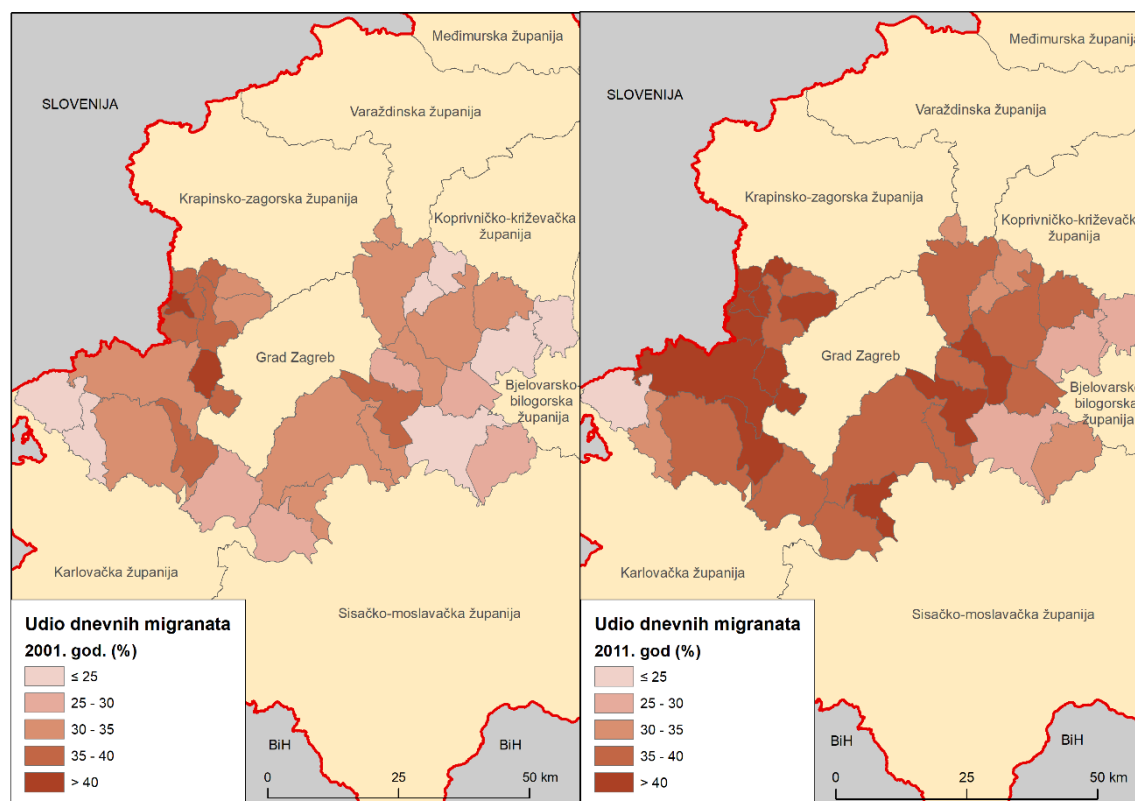 Međimurska županija
SLOVENIJA
Varaždinska županija
Krapinsko-zagorska županija
Koprivničko-križevačka
županija
Grad Zagreb
Bjelovarsko-
bilogorska
županija
Karlovačka županija
Sisačko-moslavačka županija
Udio dnevnih migranata
2001. god. (%)
≤ 25
25 - 30
30 - 35
35 - 40
> 40
BiH
BiH
0 25 50 km
Međimurska županija
SLOVENIJA
Varaždinska županija
Krapinsko-zagorska županija
Koprivničko-križevačka
županija
Grad Zagreb
Bjelovarsko-
bilogorska
županija
Karlovačka županija
Sisačko-moslavačka županija
Udio dnevnih migranata
2011. god (%)
≤ 25
25 - 30
30 - 35
35 - 40
> 40
BiH
BiH
0 25 50 km